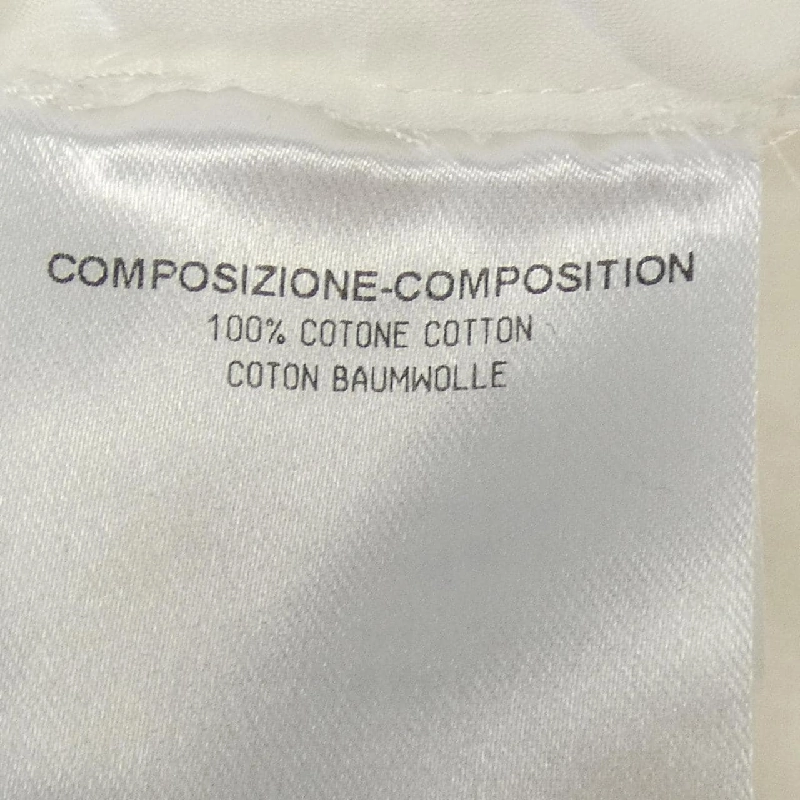 COMPOSIZIONE-COMPOSITION
100% COTONE COTTON
COTON BAUMWOLLE